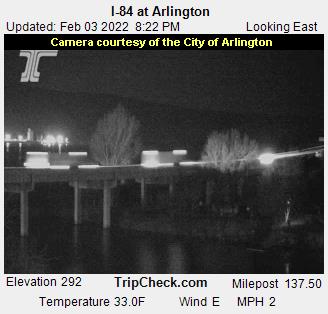 I-84 at Arlington
Updated: Feb 03 2022 8:22 PM Looking East
Camera courtesy of the City of Arlington
Elevation 292 TripCheck.com Milepost 137.50
Temperature 33.0F Wind E MPH 2